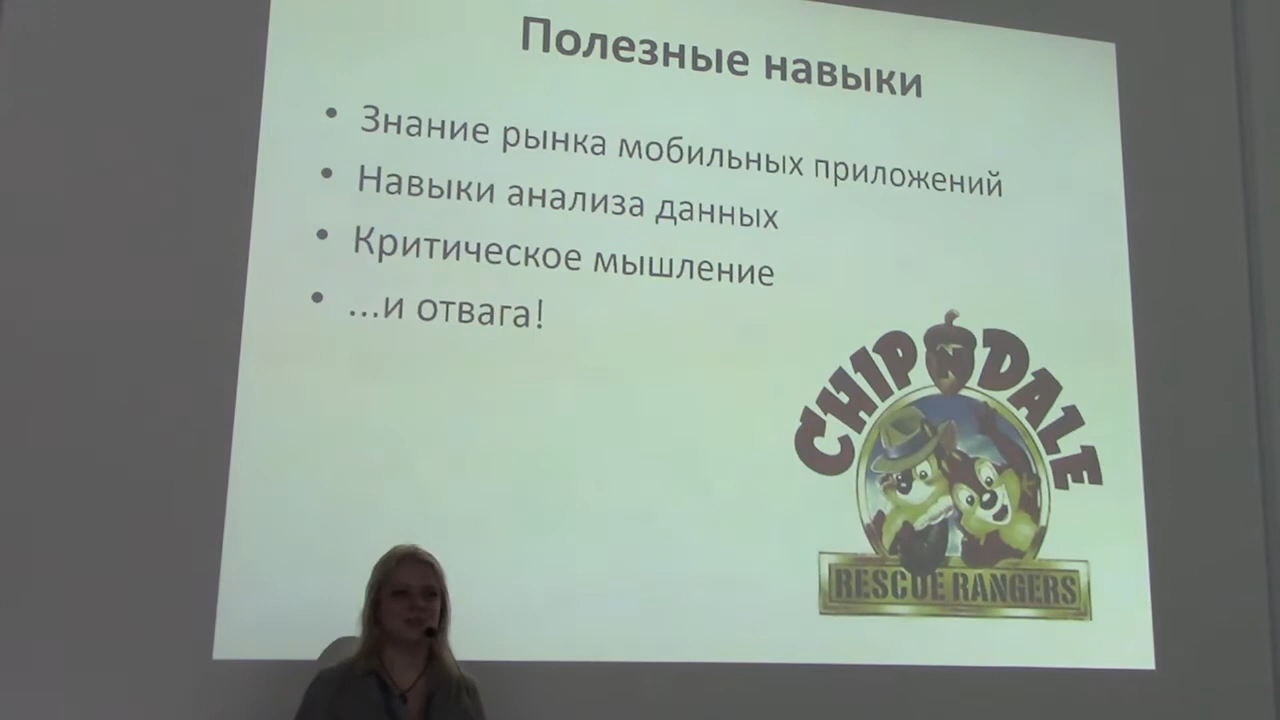 Полезные навыки
• Знание рынка мобильных приложений
• Навыки анализа данных
• Критическое мышление
• ...и отвага!
CHIP N DALE
RESCUE RANGERS